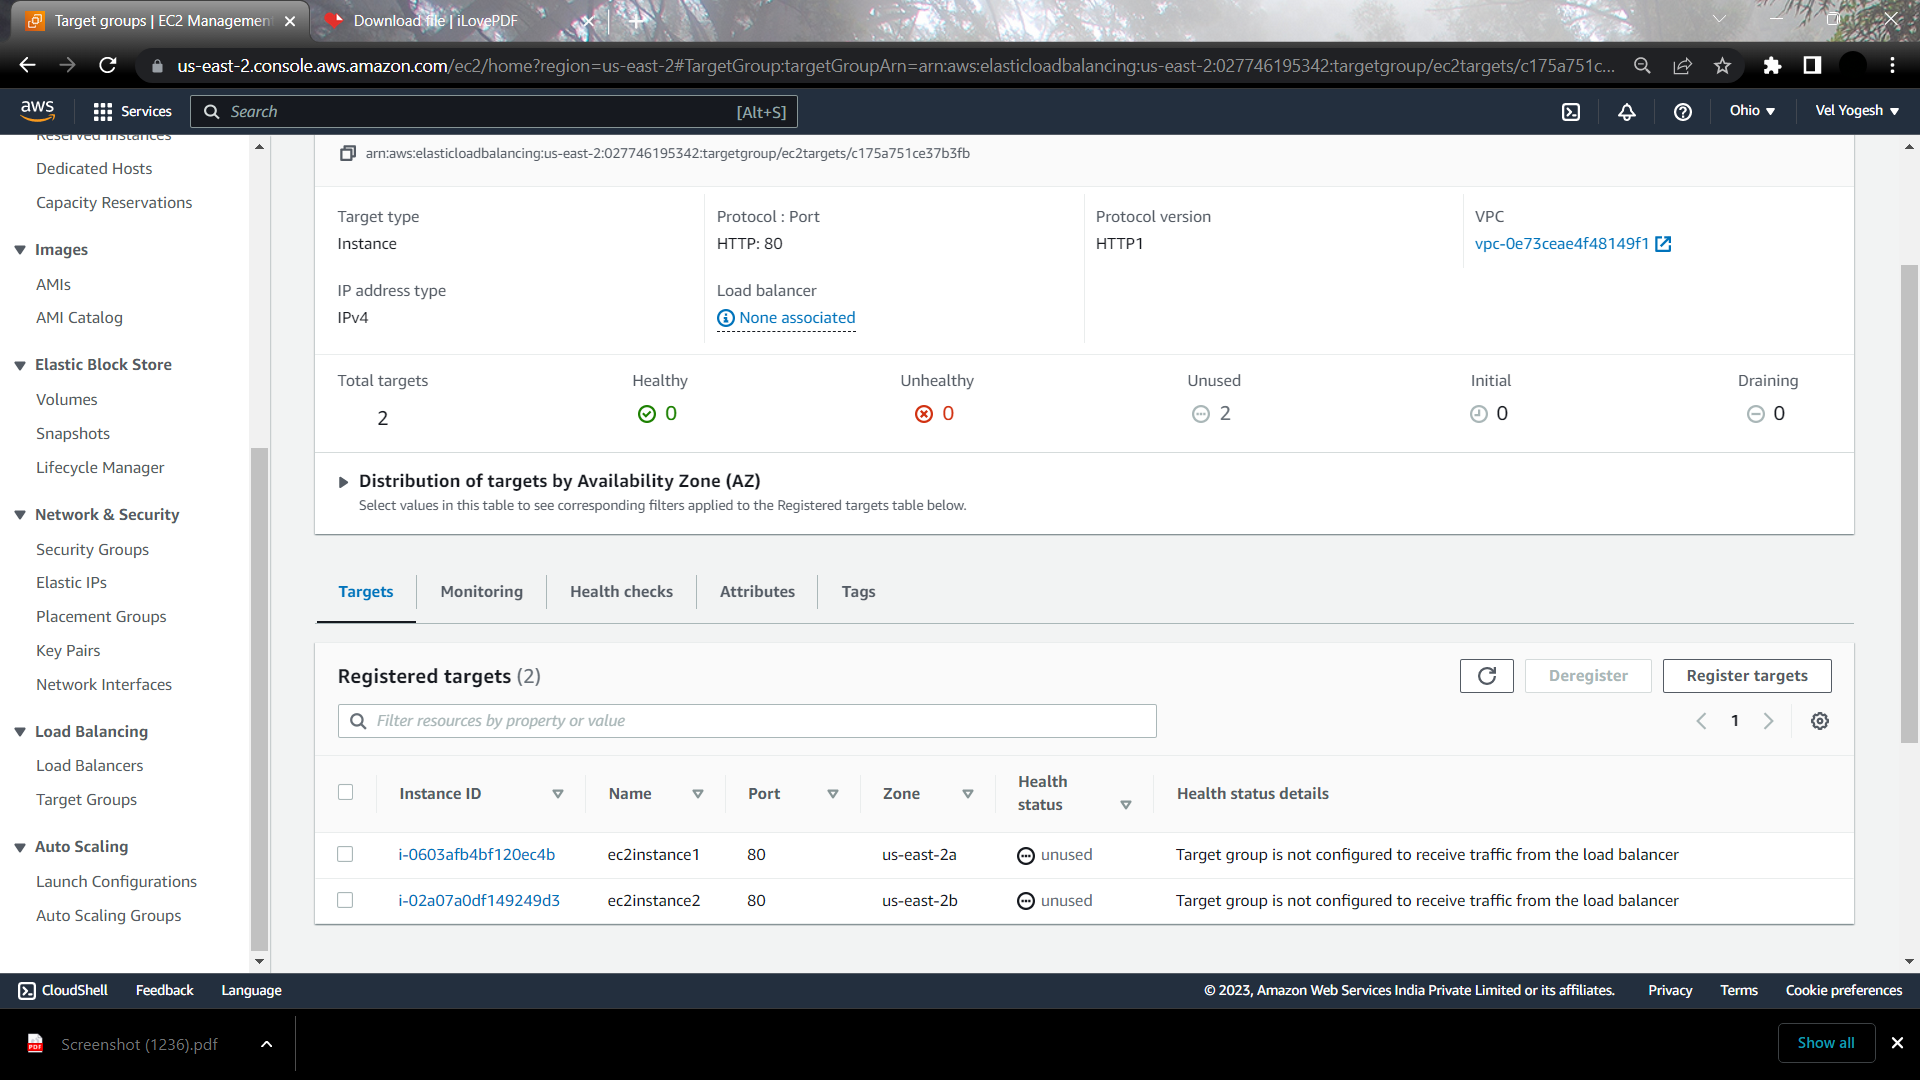 Target groups | EC2 Management
Download file | iLovePDF
us-east-2.console.aws.amazon.com/ec2/home?region=us-east-2#TargetGroup:targetGroupArn=arn:aws:elasticloadbalancing:us-east-2:027746195342:targetgroup/ec2targets/c175a751c...
aws
Services
Search
[Alt+S]
Ohio
Vel Yogesh
Reserved Instances
Dedicated Hosts
Capacity Reservations
Images
AMIs
AMI Catalog
Elastic Block Store
Volumes
Snapshots
Lifecycle Manager
Network & Security
Security Groups
Elastic IPs
Placement Groups
Key Pairs
Network Interfaces
Load Balancing
Load Balancers
Target Groups
Auto Scaling
Launch Configurations
Auto Scaling Groups
arn:aws:elasticloadbalancing:us-east-2:027746195342:targetgroup/ec2targets/c175a751ce37b3fb
Target type
Instance
Protocol : Port
HTTP: 80
Protocol version
HTTP1
VPC
vpc-0e73ceae4f48149f1
IP address type
IPv4
Load balancer
None associated
Total targets
2
Healthy
0
Unhealthy
0
Unused
2
Initial
0
Draining
0
Distribution of targets by Availability Zone (AZ)
Select values in this table to see corresponding filters applied to the Registered targets table below.
Targets
Monitoring
Health checks
Attributes
Tags
Registered targets (2)
Deregister
Register targets
Filter resources by property or value
1
Instance ID
Name
Port
Zone
Health status
Health status details
i-0603afb4bf120ec4b ec2instance1 80 us-east-2a unused Target group is not configured to receive traffic from the load balancer
i-02a07a0df149249d3 ec2instance2 80 us-east-2b unused Target group is not configured to receive traffic from the load balancer
CloudShell
Feedback
Language
© 2023, Amazon Web Services India Private Limited or its affiliates.
Privacy
Terms
Cookie preferences
PDF
Screenshot (1236).pdf
Show all